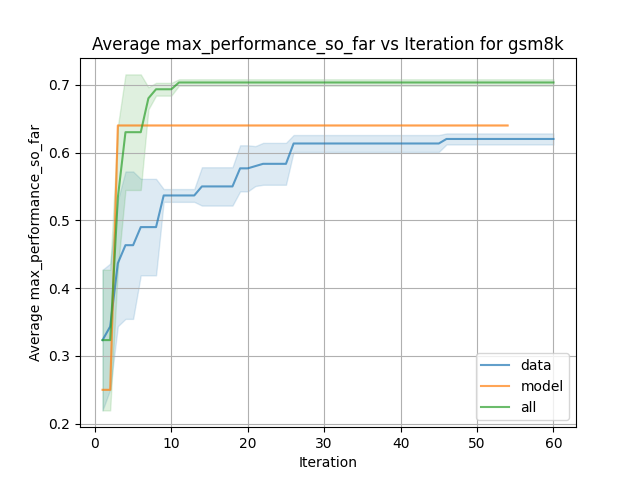 Average max_performance_so_far vs Iteration for gsm8k
Average max_performance_so_far
0.7
0.6
0.5
0.4
0.3
0.2
0
10
20
30
40
50
60
Iteration
data
model
all